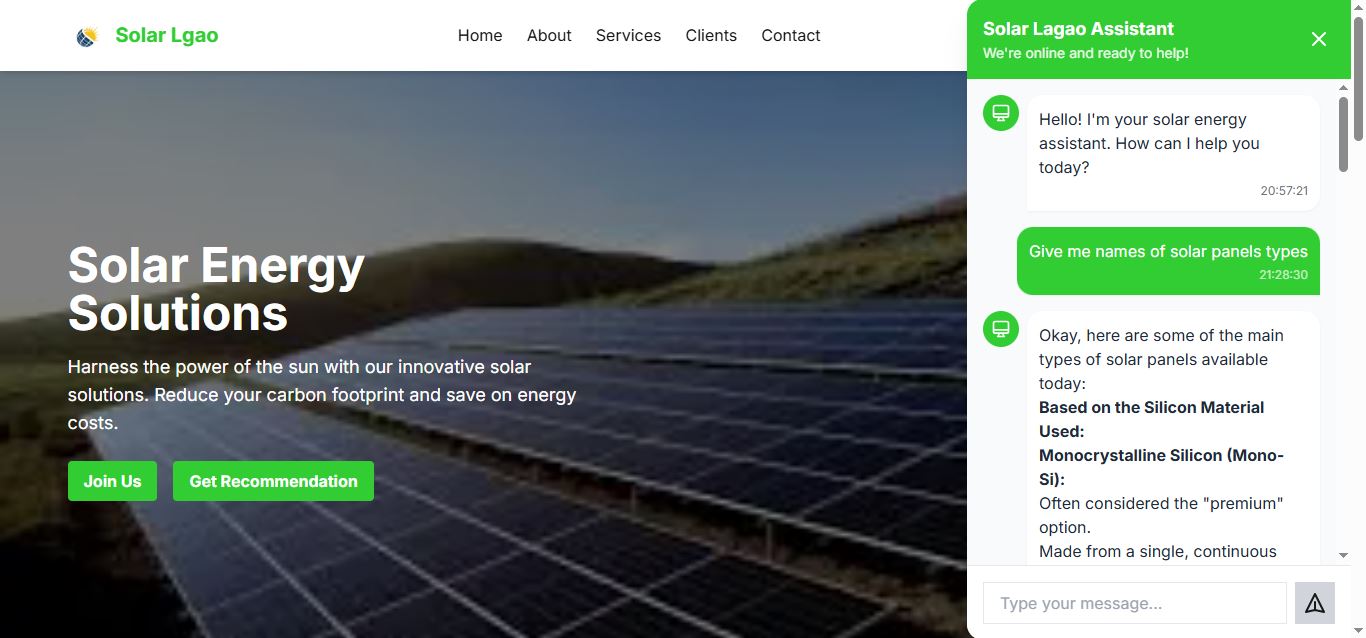 Solar Lgao
Home
About
Services
Clients
Contact
Solar Energy
Solutions
Harness the power of the sun with our innovative solar
solutions. Reduce your carbon footprint and save on energy
costs.
Join Us
Get Recommendation
Solar Lagao Assistant
We're online and ready to help!
Hello! I'm your solar energy
assistant. How can I help you
today?
20:57:21
Give me names of solar panels types
21:28:30
Okay, here are some of the main
types of solar panels available
today:
Based on the Silicon Material
Used:
Monocrystalline Silicon (Mono-
Si):
Often considered the "premium"
option.
Made from a single, continuous
Type your message...